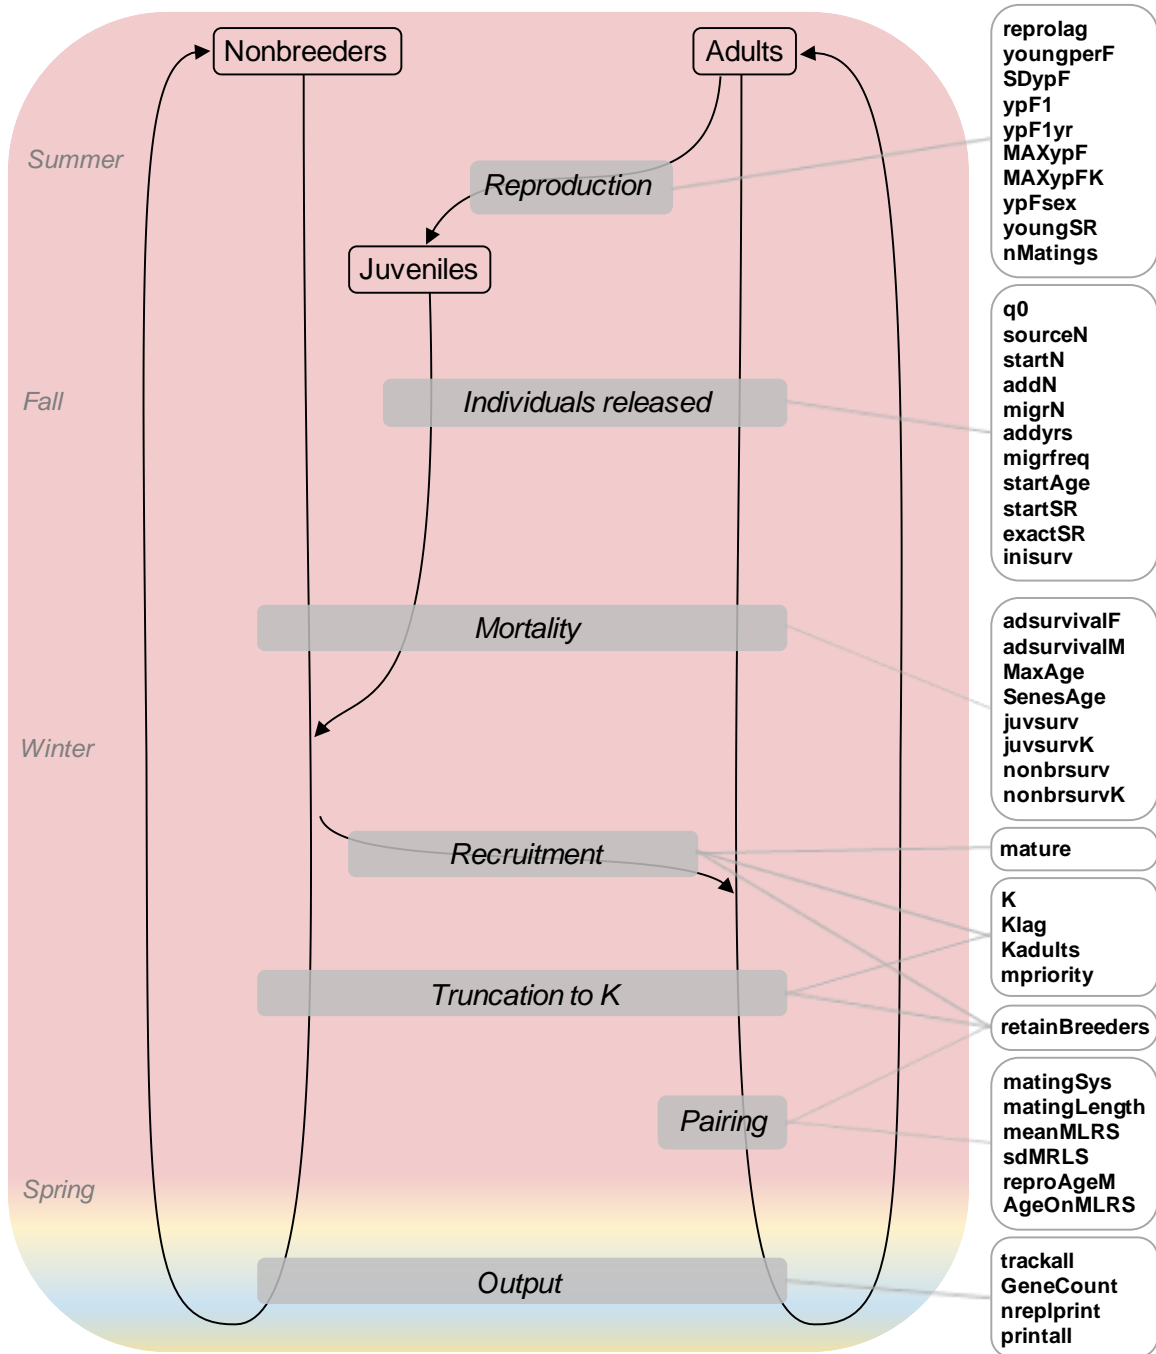 Nonbreeders
Adults
Summer
Reproduction
Juveniles
Fall
Individuals released
Mortality
Winter
Recruitment
Truncation to K
Pairing
Spring
Output
reprolag
youngperF
SDypF
ypF1
ypF1yr
MAXypF
MAXypFK
ypFsex
youngSR
nMatings
q0
sourceN
startN
addN
migrN
addyrs
migrfreq
startAge
startSR
exactSR
inisurv
adsurvivalF
adsurvivalM
MaxAge
SenesAge
juvsurv
juvsurvK
nonbrsurv
nonbrsurvK
mature
K
Klag
Kadults
mpriority
retainBreeders
matingSys
matingLength
meanMLRS
sdMRLS
reproAgeM
AgeOnMLRS
trackall
GeneCount
nreplprint
printall